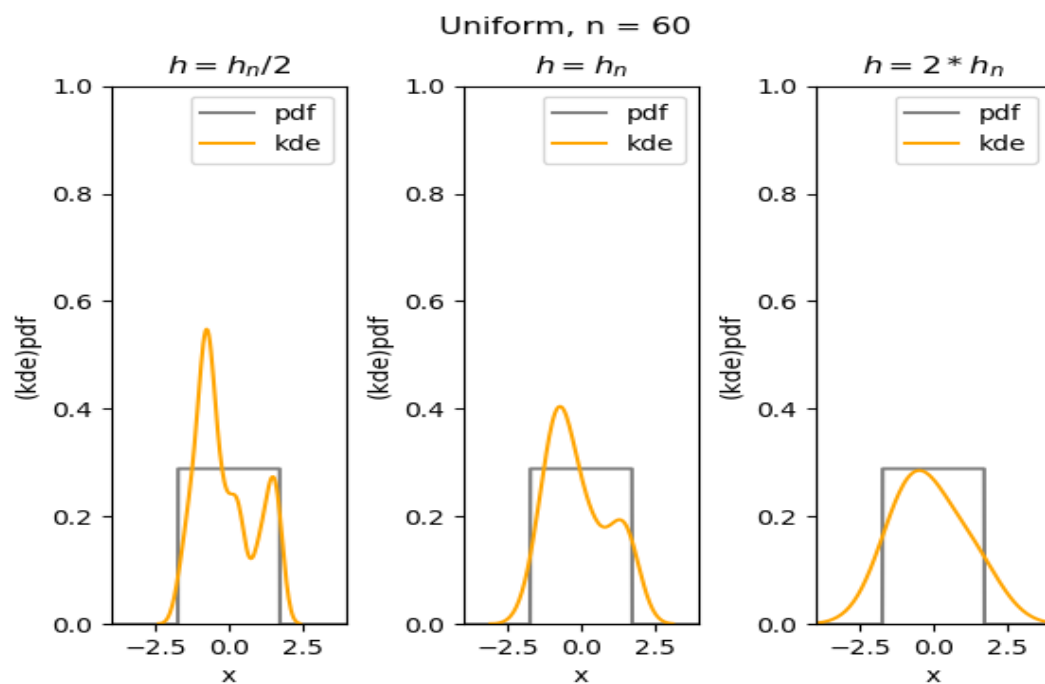 Uniform, n = 60
h = hₙ/2
1.0
0.8
0.6
0.4
0.2
0.0
(kde)pdf
pdf
kde
−2.5 0.0 2.5
x
h = hₙ
1.0
0.8
0.6
0.4
0.2
0.0
(kde)pdf
pdf
kde
−2.5 0.0 2.5
x
h = 2 * hₙ
1.0
0.8
0.6
0.4
0.2
0.0
(kde)pdf
pdf
kde
−2.5 0.0 2.5
x